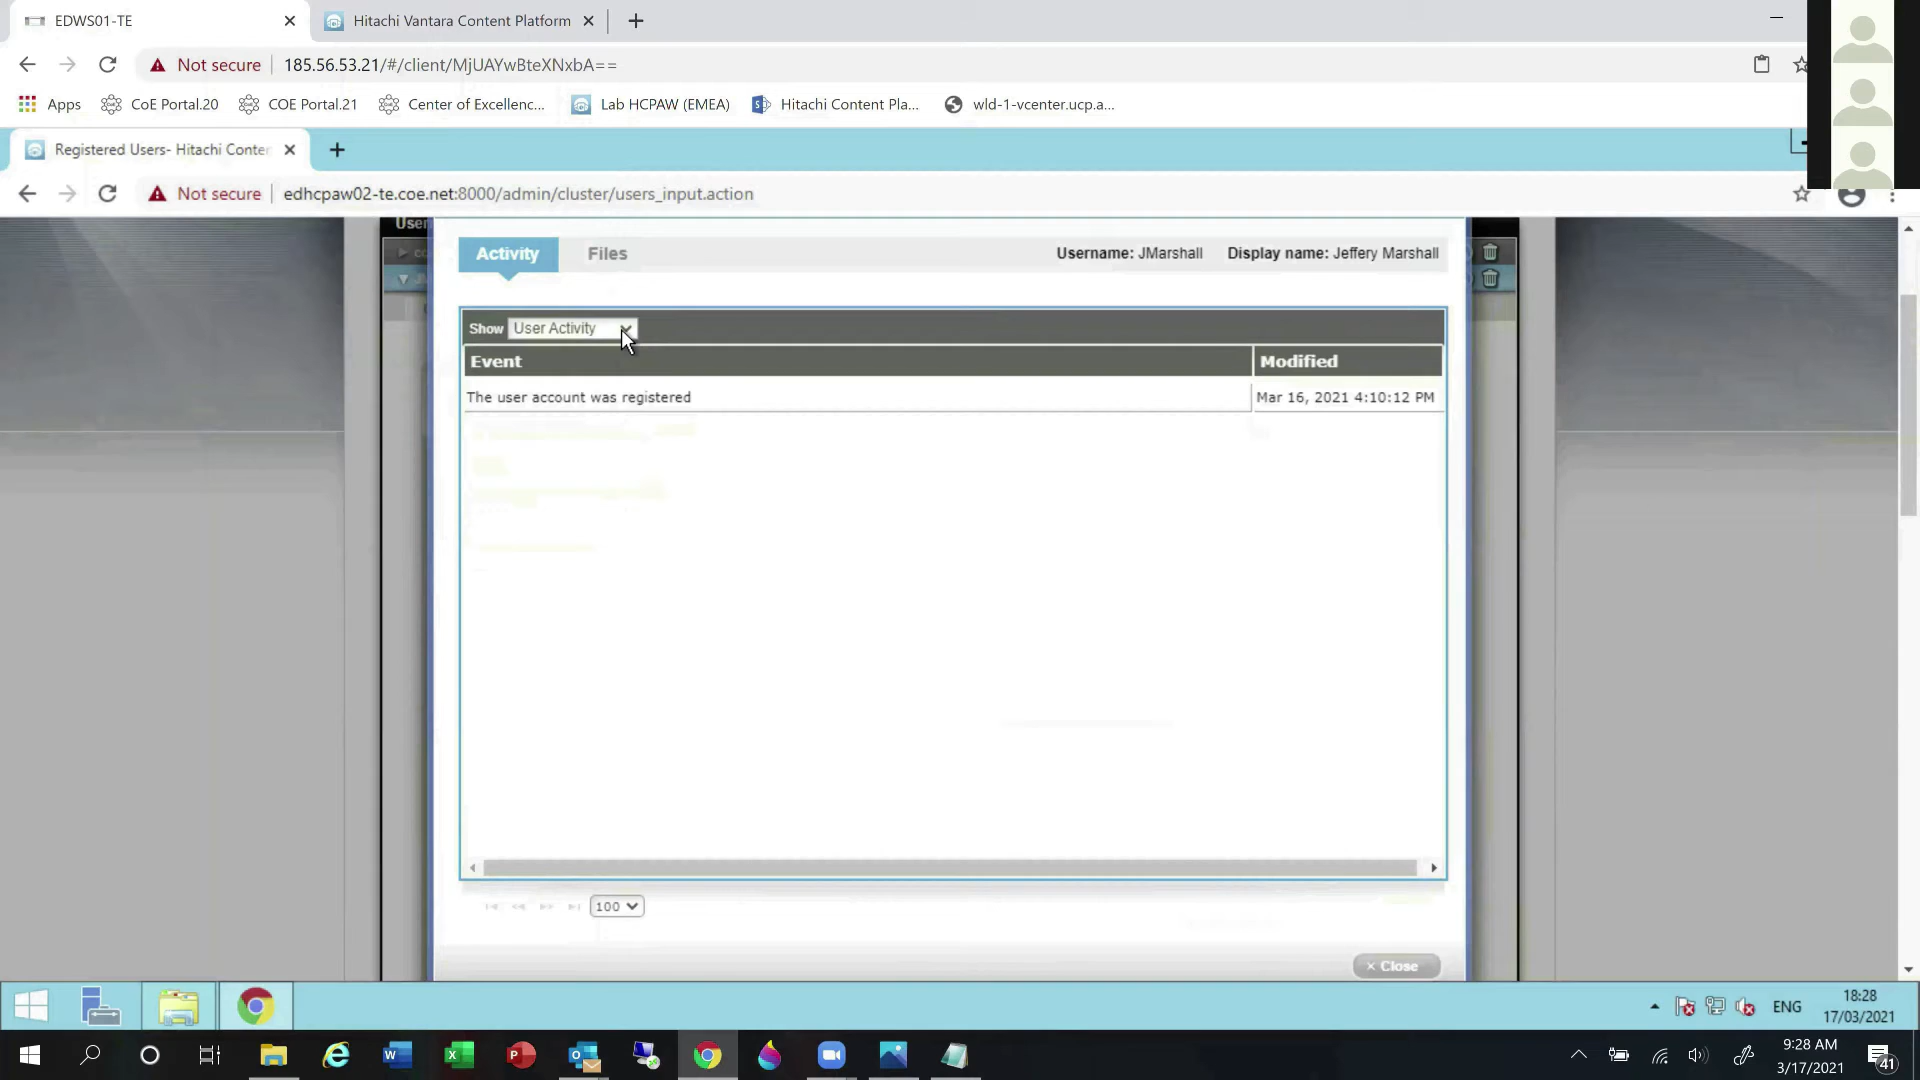 EDWS01-TE
Hitachi Vantara Content Platform
Not secure 185.56.53.21/#/client/MjUAYwBteXNxbA==
Apps CoE Portal.20 COE Portal.21 Center of Excellenc... Lab HCPAW (EMEA) Hitachi Content Pla... wld-1-vcenter.ucp.a...
Registered Users- Hitachi Conter
Not secure edhcpaw02-te.coe.net:8000/admin/cluster/users_input.action
User
Activity Files Username: JMarshall Display name: Jeffery Marshall
Show User Activity
Event Modified
The user account was registered Mar 16, 2021 4:10:12 PM
100
Close
ENG 18:28
17/03/2021
9:28 AM
3/17/2021
41